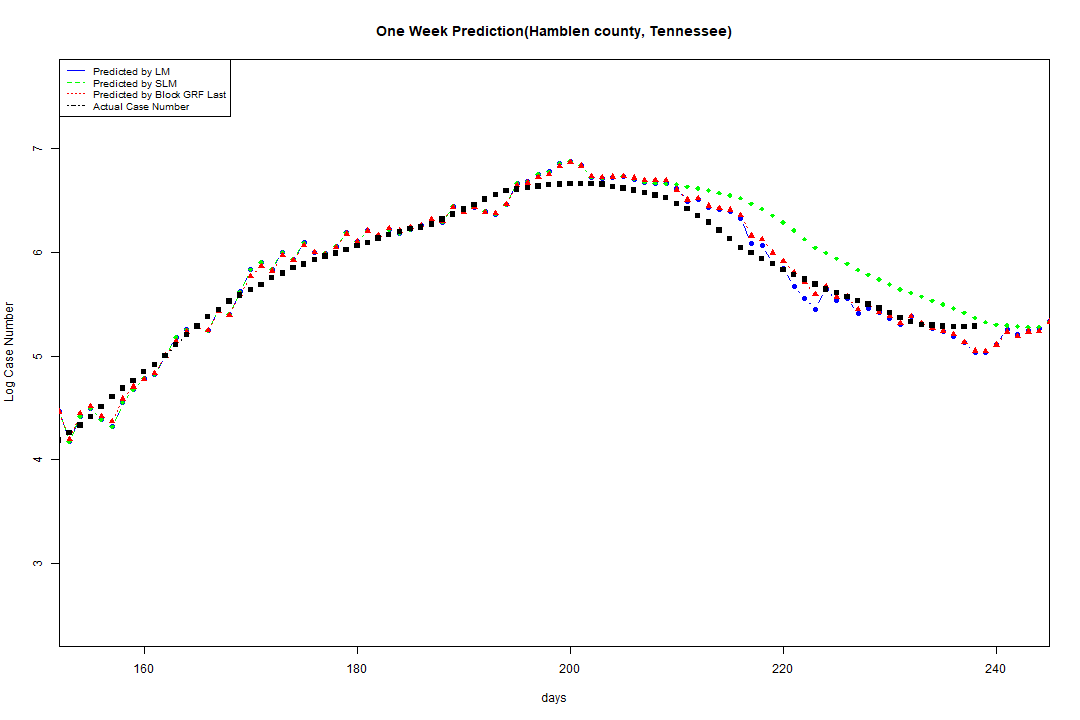 One Week Prediction(Hamblen county, Tennessee)
Predicted by LM
Predicted by SLM
Predicted by Block GRF Last
Actual Case Number
7
6
5
4
3
Log Case Number
160 180 200 220 240
days